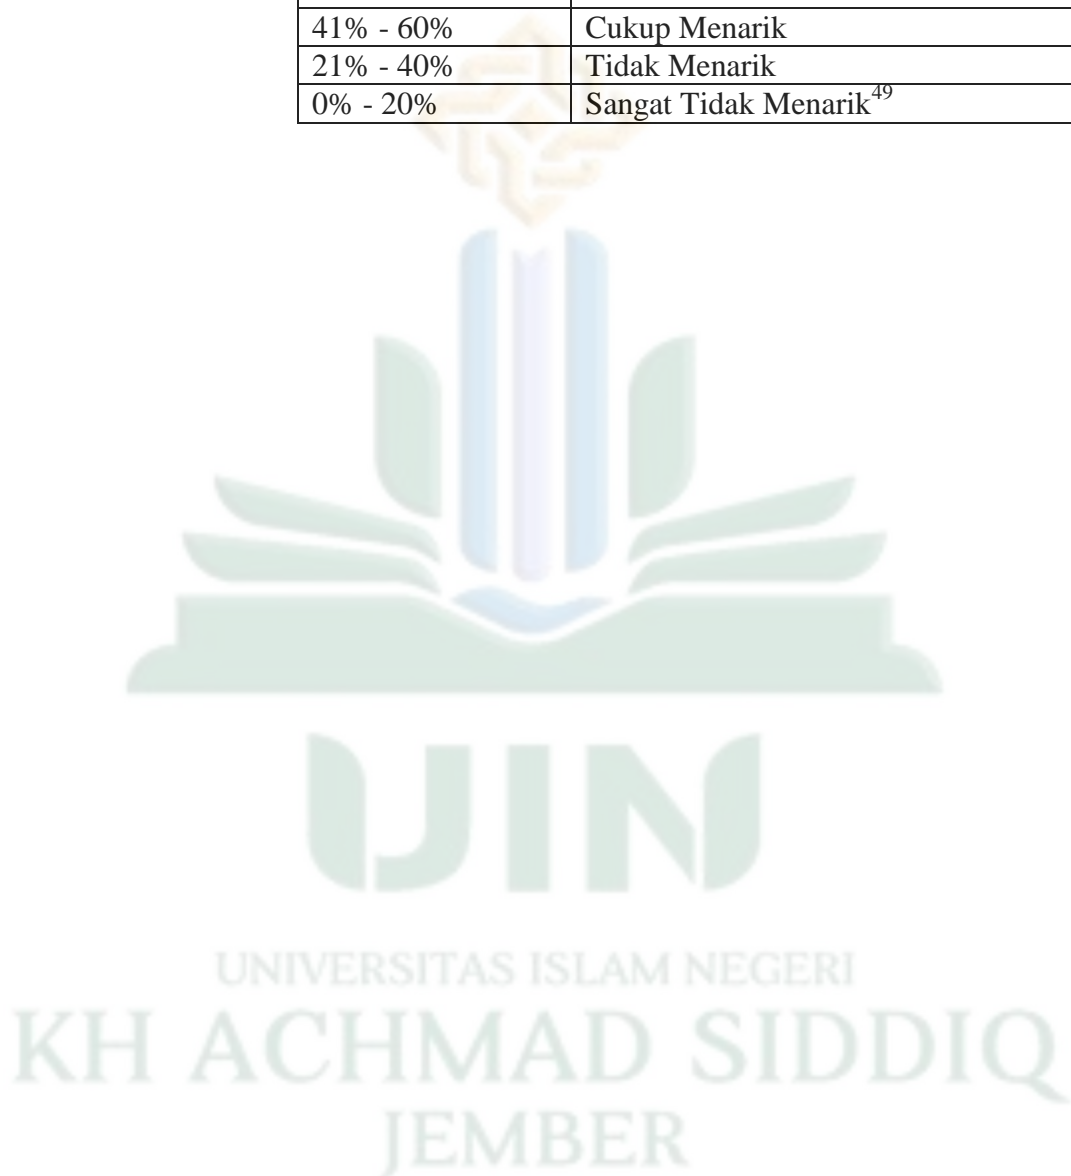 41% - 60% Cukup Menarik
21% - 40% Tidak Menarik
0% - 20% Sangat Tidak Menarik49
UIN
UNIVERSITAS ISLAM NEGERI
KH ACHMAD SIDDIQ
JEMBER